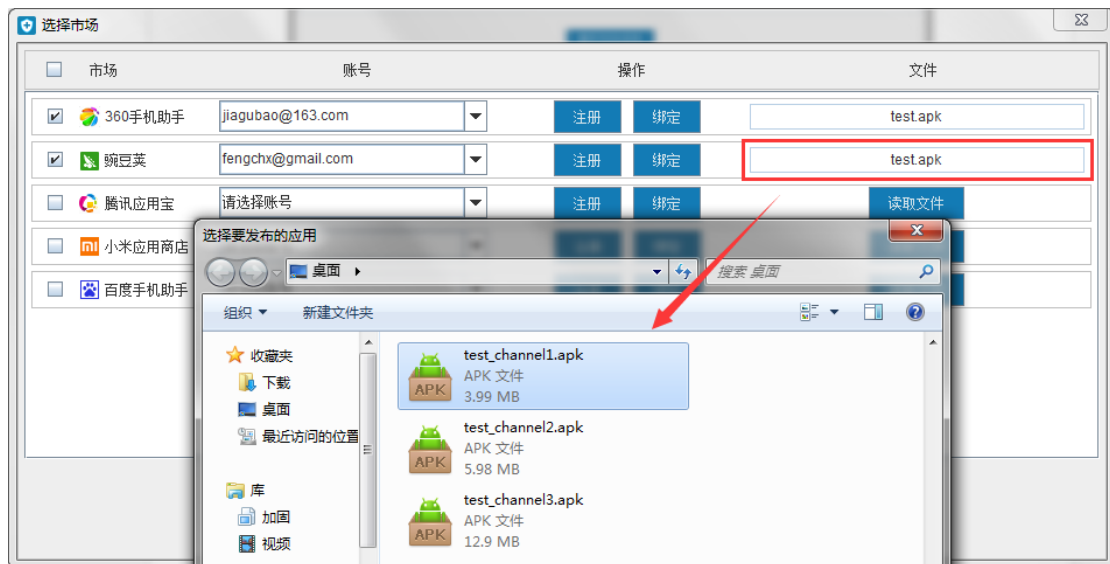 选择市场
市场 账号 操作 文件
360手机助手 jiagubao@163.com 注册 绑定 test.apk
豌豆荚 fengchx@gmail.com 注册 绑定 test.apk
腾讯应用宝 请选择账号 注册 绑定 读取文件
小米应用商店
百度手机助手
选择要发布的应用
桌面 搜索 桌面
组织 新建文件夹
收藏夹
下载
桌面
最近访问的位置
库
加固
视频
test_channel1.apk
APK 文件
3.99 MB
APK
test_channel2.apk
APK 文件
5.98 MB
APK
test_channel3.apk
APK 文件
12.9 MB
APK